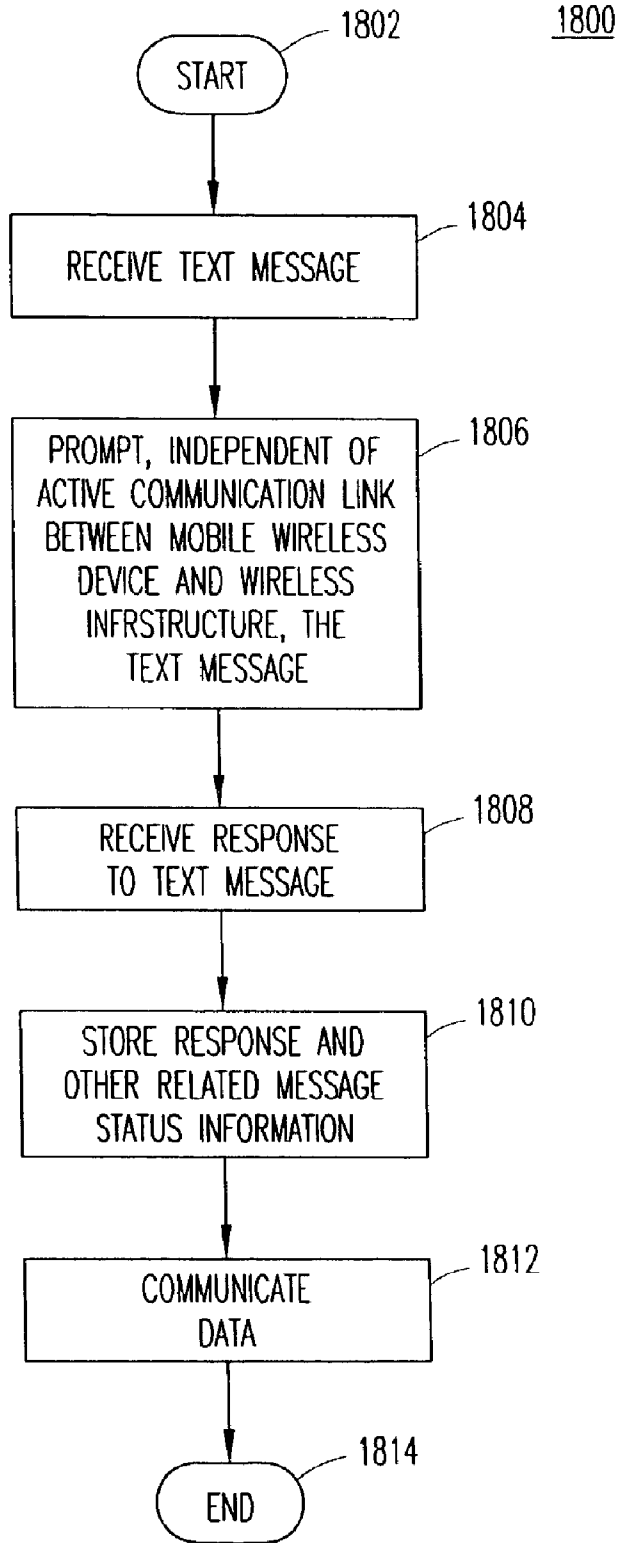 1800
1802
START
1804
RECEIVE TEXT MESSAGE
1806
PROMPT, INDEPENDENT OF
ACTIVE COMMUNICATION LINK
BETWEEN MOBILE WIRELESS
DEVICE AND WIRELESS
INFRSTRUCTURE, THE
TEXT MESSAGE
1808
RECEIVE RESPONSE
TO TEXT MESSAGE
1810
STORE RESPONSE AND
OTHER RELATED MESSAGE
STATUS INFORMATION
1812
COMMUNICATE
DATA
1814
END